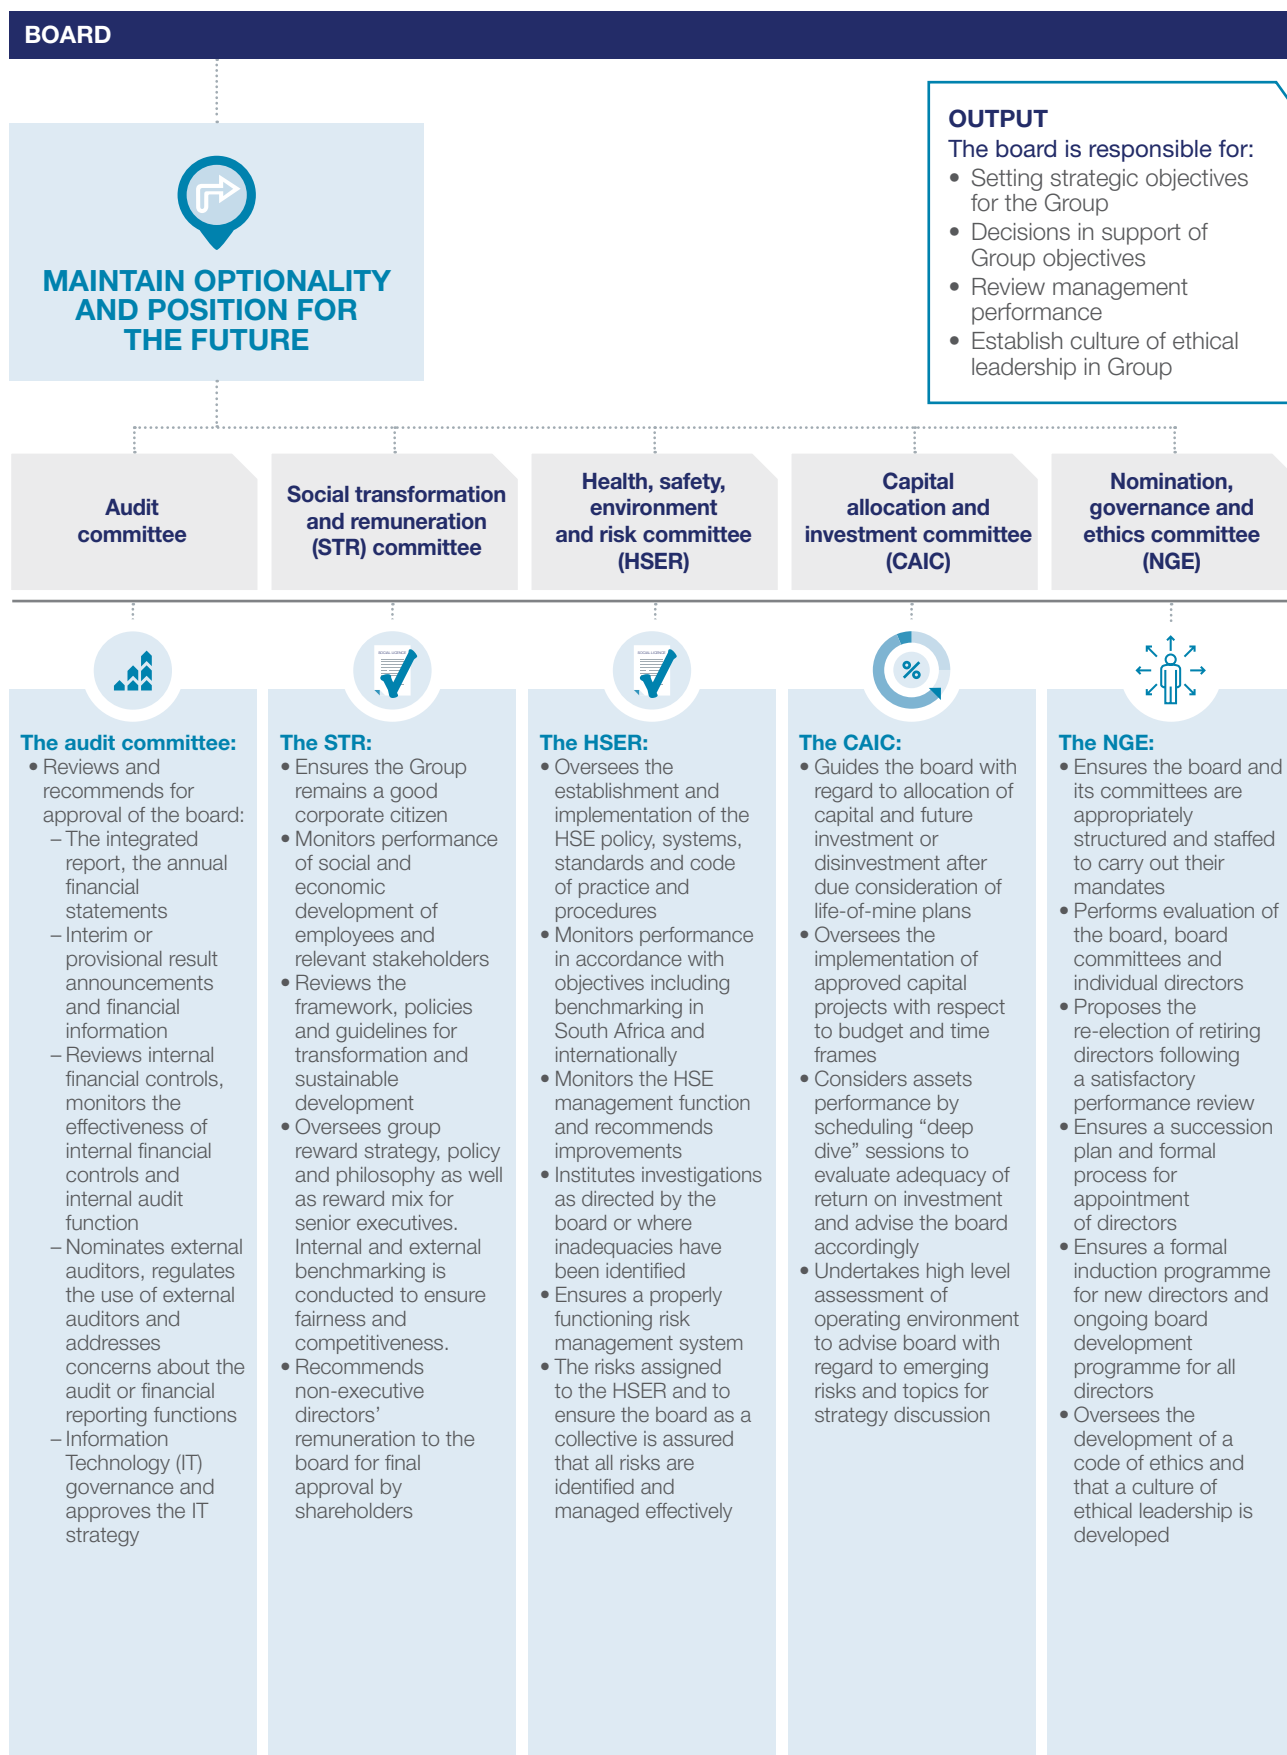 BOARD
OUTPUT
The board is responsible for:
• Setting strategic objectives
for the Group
• Decisions in support of
Group objectives
• Review management
performance
• Establish culture of ethical
leadership in Group
MAINTAIN OPTIONALITY
AND POSITION FOR
THE FUTURE
Audit
committee
Social transformation
and remuneration
(STR) committee
Health, safety,
environment
and risk committee
(HSER)
Capital
allocation and
investment committee
(CAIC)
Nomination,
governance and
ethics committee
(NGE)
SOCIAL LICENCE
SOCIAL LICENCE
%
The audit committee:
• Reviews and
recommends for
approval of the board:
– The integrated
report, the annual
financial
statements
– Interim or
provisional result
announcements
and financial
information
– Reviews internal
financial controls,
monitors the
effectiveness of
internal financial
controls and
internal audit
function
– Nominates external
auditors, regulates
the use of external
auditors and
addresses
concerns about the
audit or financial
reporting functions
– Information
Technology (IT)
governance and
approves the IT
strategy
The STR:
• Ensures the Group
remains a good
corporate citizen
• Monitors performance
of social and
economic
development of
employees and
relevant stakeholders
• Reviews the
framework, policies
and guidelines for
transformation and
sustainable
development
• Oversees group
reward strategy, policy
and philosophy as well
as reward mix for
senior executives.
Internal and external
benchmarking is
conducted to ensure
fairness and
competitiveness.
• Recommends
non-executive
directors’
remuneration to the
board for final
approval by
shareholders
The HSER:
• Oversees the
establishment and
implementation of the
HSE policy, systems,
standards and code
of practice and
procedures
• Monitors performance
in accordance with
objectives including
benchmarking in
South Africa and
internationally
• Monitors the HSE
management function
and recommends
improvements
• Institutes investigations
as directed by the
board or where
inadequacies have
been identified
• Ensures a properly
functioning risk
management system
• The risks assigned
to the HSER and to
ensure the board as a
collective is assured
that all risks are
identified and
managed effectively
The CAIC:
• Guides the board with
regard to allocation of
capital and future
investment or
disinvestment after
due consideration of
life-of-mine plans
• Oversees the
implementation of
approved capital
projects with respect
to budget and time
frames
• Considers assets
performance by
scheduling “deep
dive” sessions to
evaluate adequacy of
return on investment
and advise the board
accordingly
• Undertakes high level
assessment of
operating environment
to advise board with
regard to emerging
risks and topics for
strategy discussion
The NGE:
• Ensures the board and
its committees are
appropriately
structured and staffed
to carry out their
mandates
• Performs evaluation of
the board, board
committees and
individual directors
• Proposes the
re-election of retiring
directors following
a satisfactory
performance review
• Ensures a succession
plan and formal
process for
appointment
of directors
• Ensures a formal
induction programme
for new directors and
ongoing board
development
programme for all
directors
• Oversees the
development of a
code of ethics and
that a culture of
ethical leadership is
developed